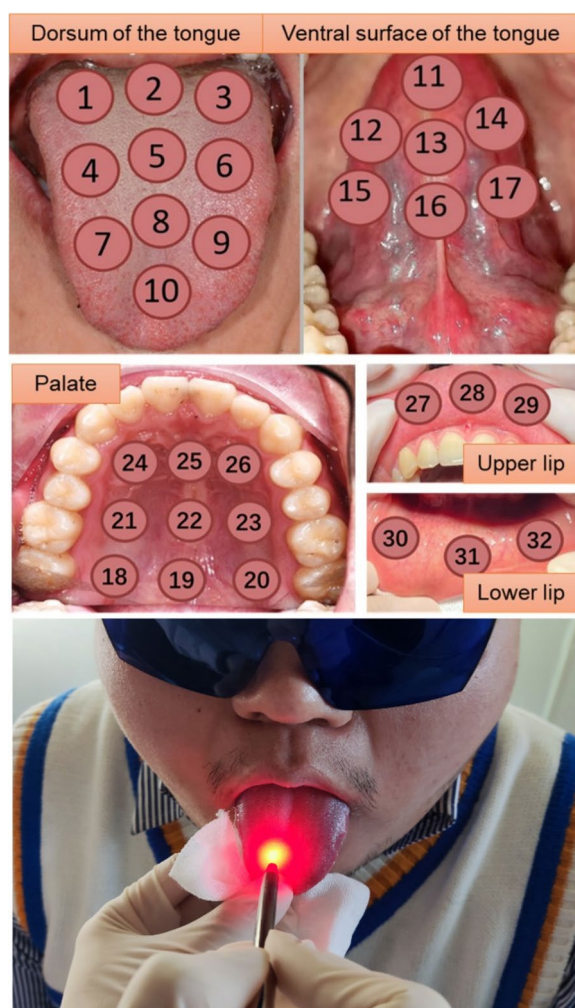 Dorsum of the tongue
Ventral surface of the tongue
1 2 3
4 5 6
7 8 9
10
11
12 13 14
15 16 17
Palate
24 25 26
21 22 23
18 19 20
27 28 29
Upper lip
30 31 32
Lower lip